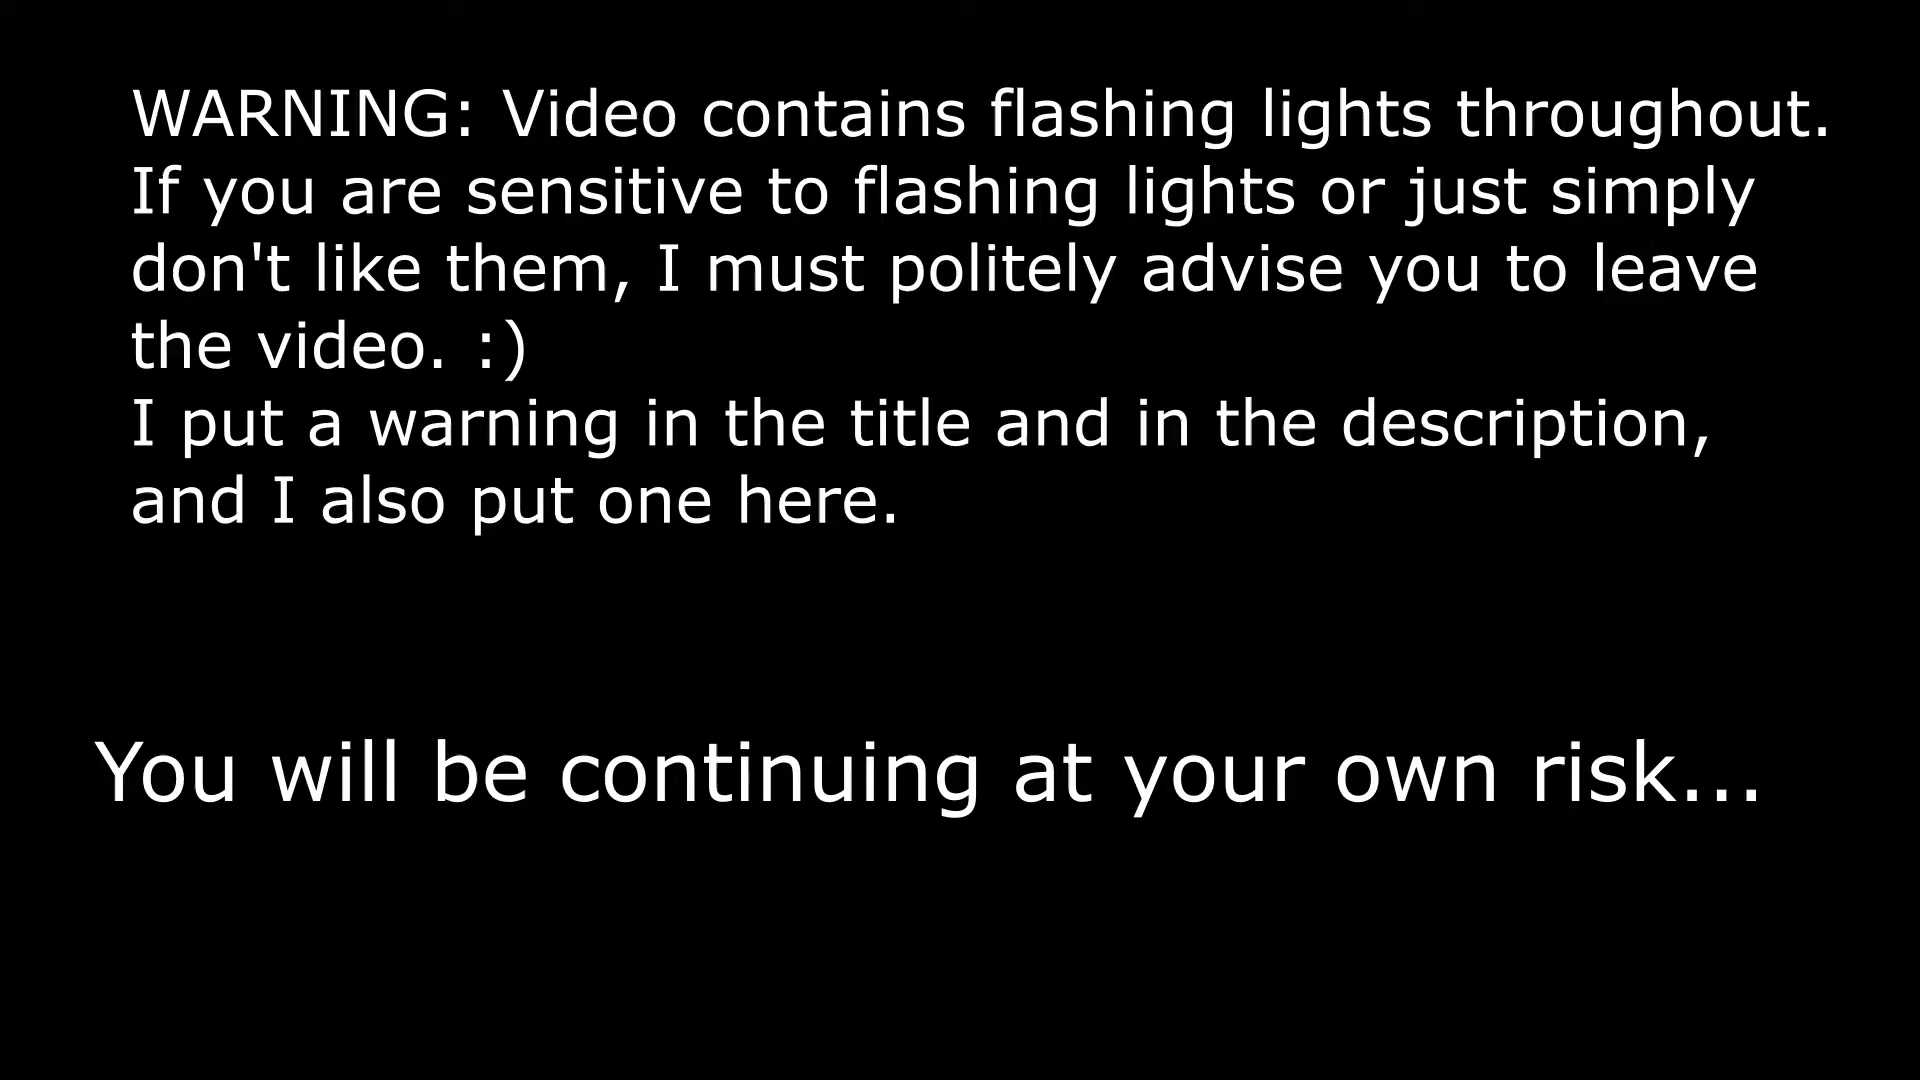 WARNING: Video contains flashing lights throughout.
If you are sensitive to flashing lights or just simply
don't like them, I must politely advise you to leave
the video. :)
I put a warning in the title and in the description,
and I also put one here.
You will be continuing at your own risk...